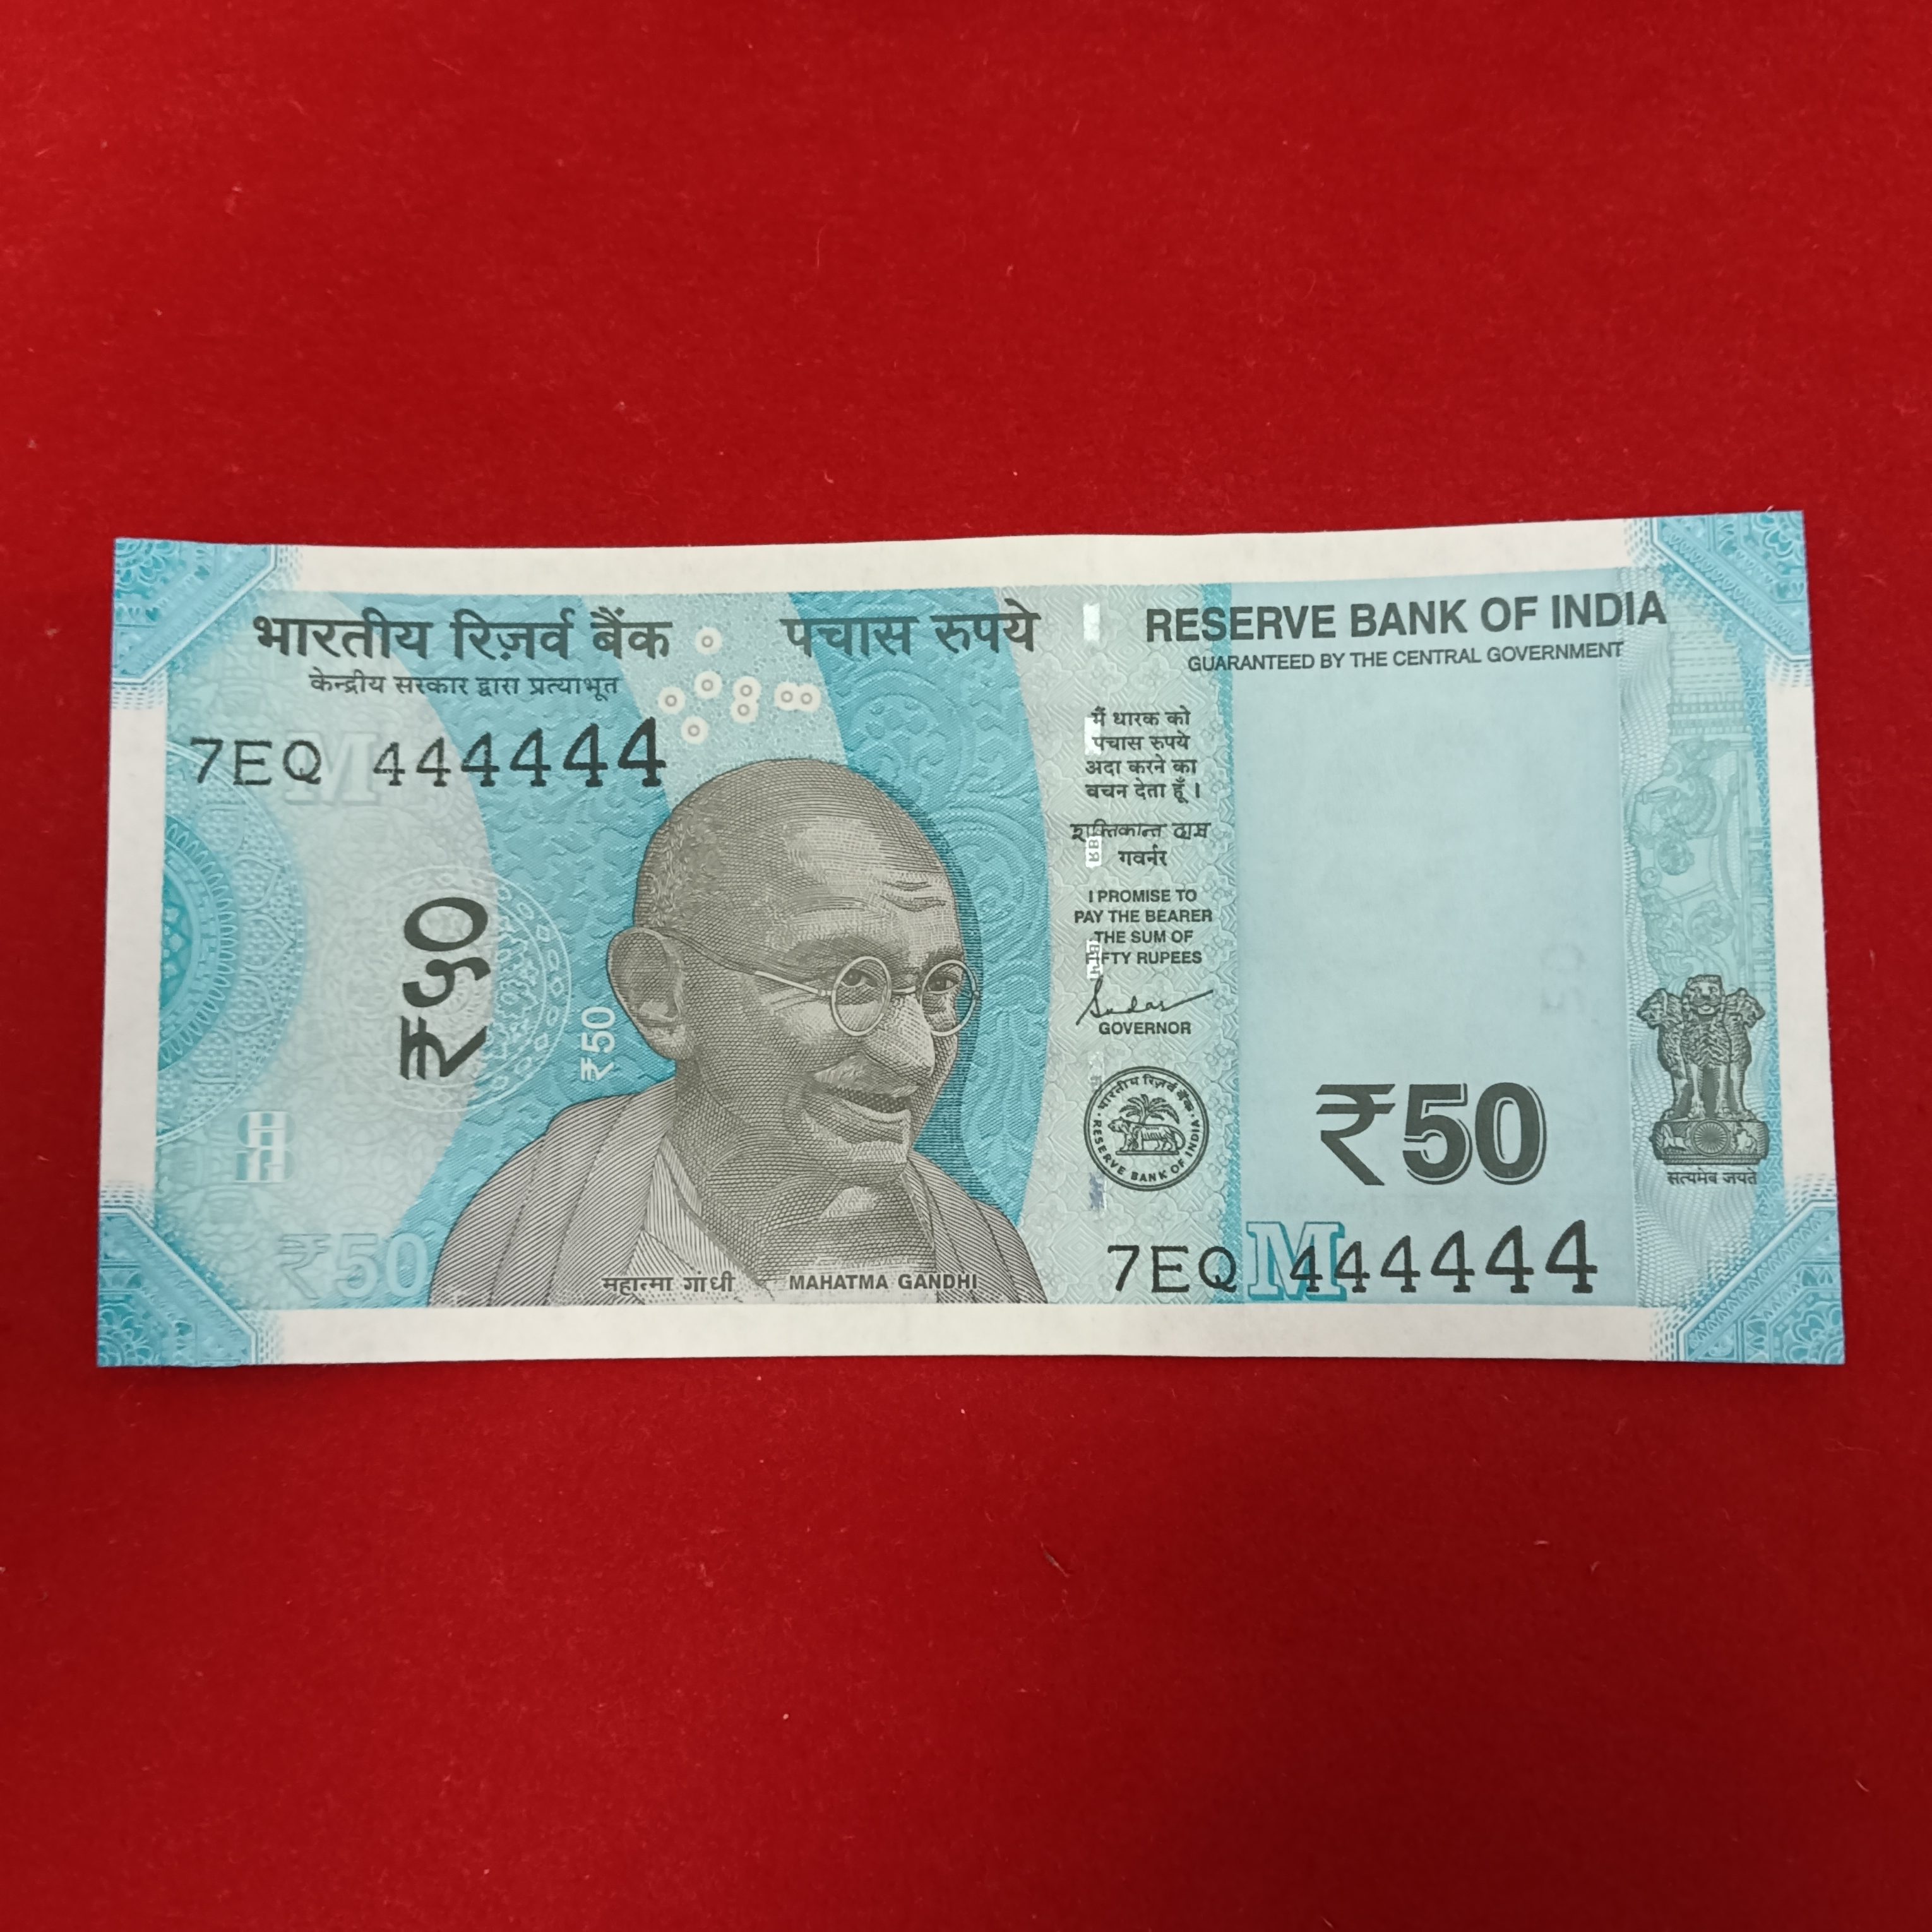 भारतीय रिज़र्व बैंक
केन्द्रीय सरकार द्वारा प्रत्याभूत
पचास रुपये
RESERVE BANK OF INDIA
GUARANTEED BY THE CENTRAL GOVERNMENT
7EQ 444444
मैं धारक को
पचास रुपये
अदा करने का
वचन देता हूँ ।
शक्तिकान्त दास
गवर्नर
I PROMISE TO
PAY THE BEARER
THE SUM OF
FIFTY RUPEES
GOVERNOR
₹५०
₹50
भारतीय रिज़र्व बैंक
RESERVE BANK OF INDIA
₹50
सत्यमेव जयते
₹50
महात्मा गांधी
MAHATMA GANDHI
M
7EQ 444444